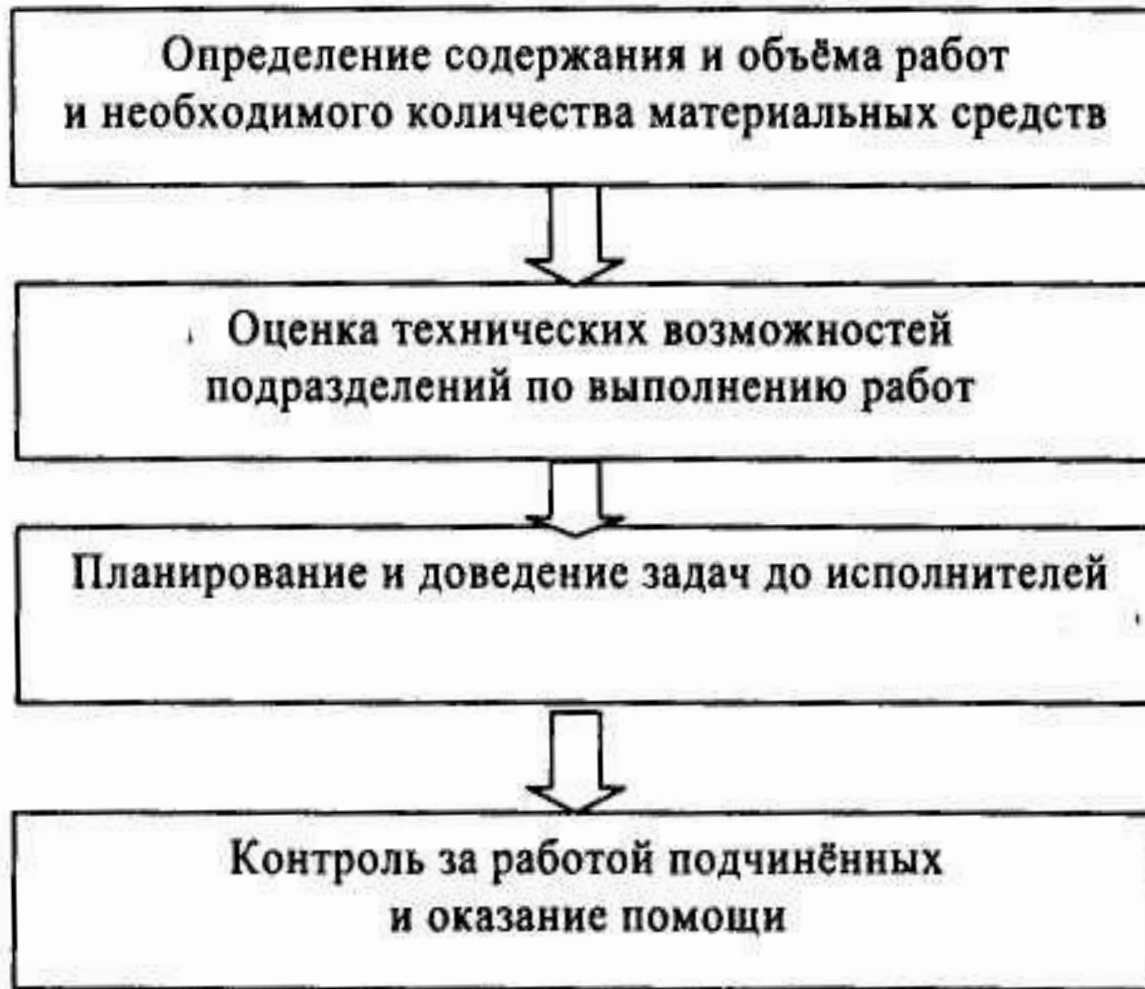 Определение содержания и объёма работ
и необходимого количества материальных средств
Оценка технических возможностей
подразделений по выполнению работ
Планирование и доведение задач до исполнителей
Контроль за работой подчинённых
и оказание помощи